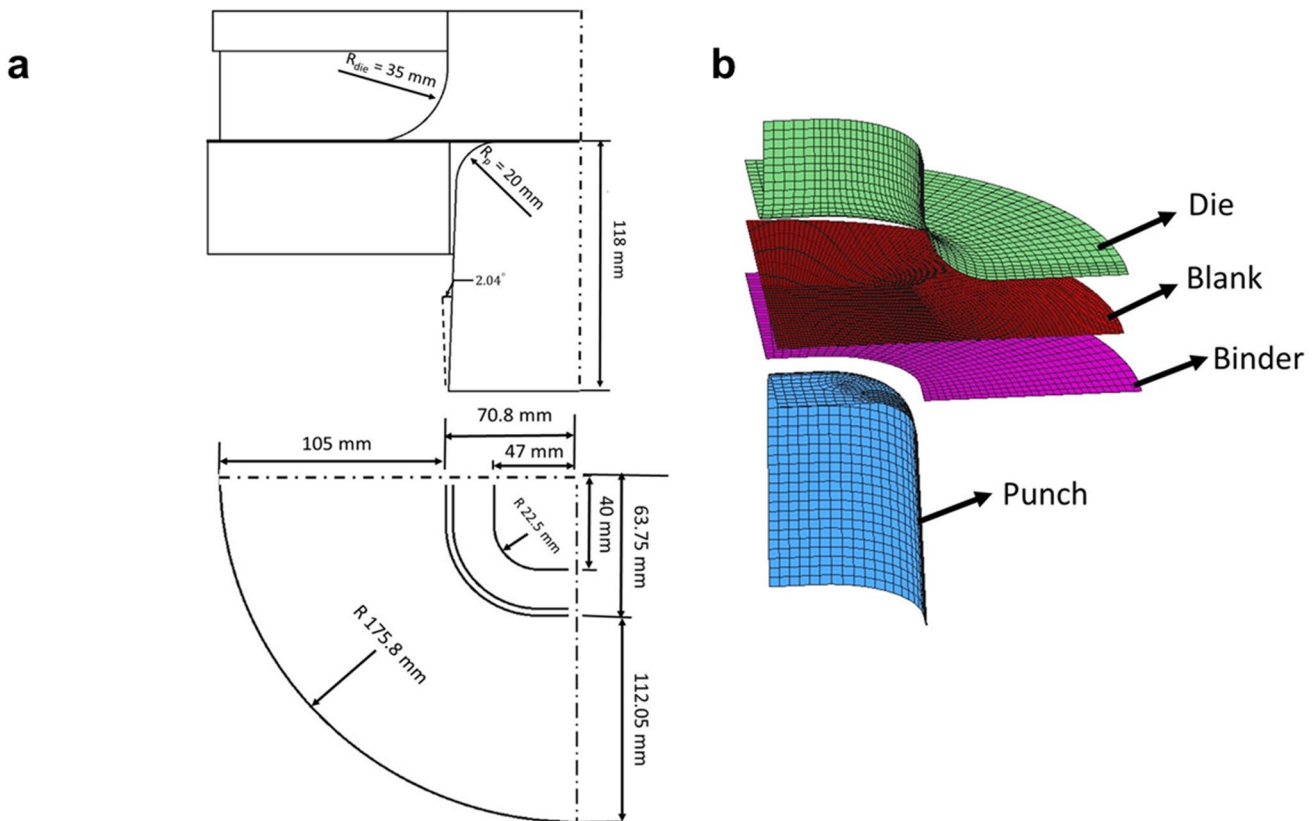 a
R_die = 35 mm
R_p = 20 mm
118 mm
2.04°
70.8 mm
105 mm
47 mm
R 22.5 mm
40 mm
63.75 mm
R 175.8 mm
112.05 mm
b
Die
Blank
Binder
Punch